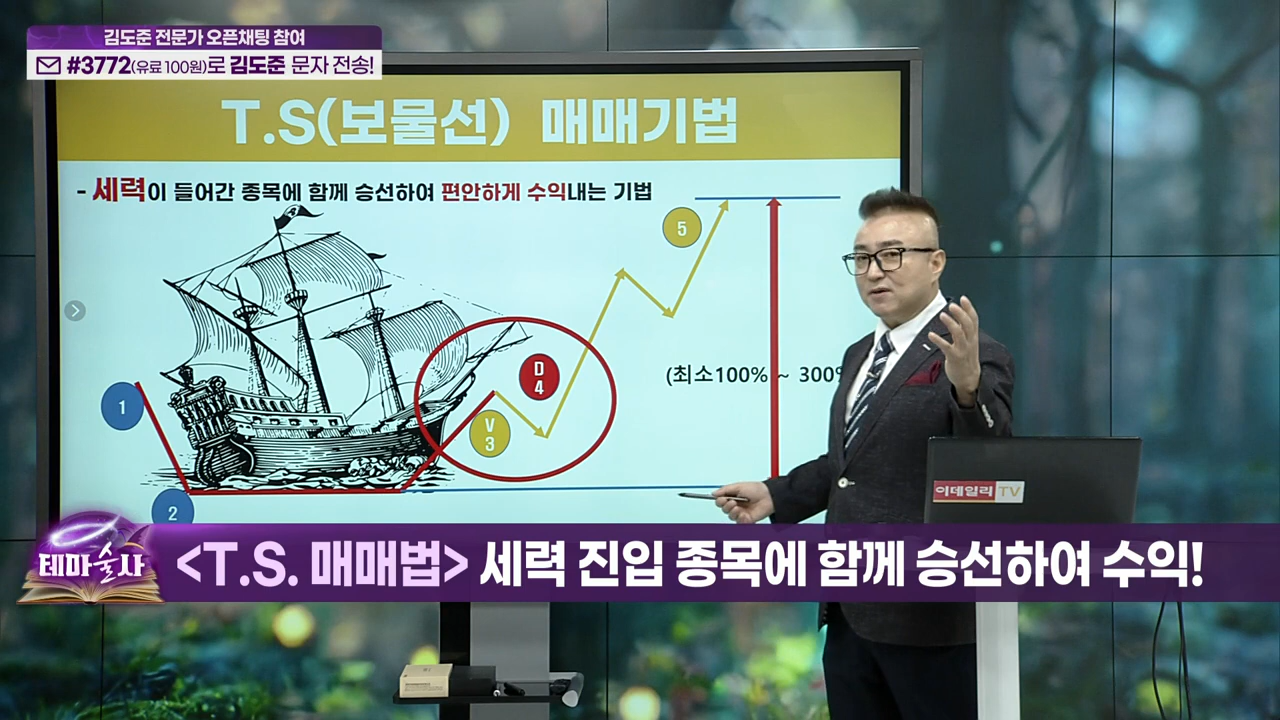 김도준 전문가 오픈채팅 참여
#3772(유료 100원)로 김도준 문자 전송!
T.S(보물선) 매매기법
- 세력이 들어간 종목에 함께 승선하여 편안하게 수익내는 기법
5
D
4
(최소100% ~ 300%
1
V
3
2
이데일리 TV
테마술사
<T.S. 매매법> 세력 진입 종목에 함께 승선하여 수익!